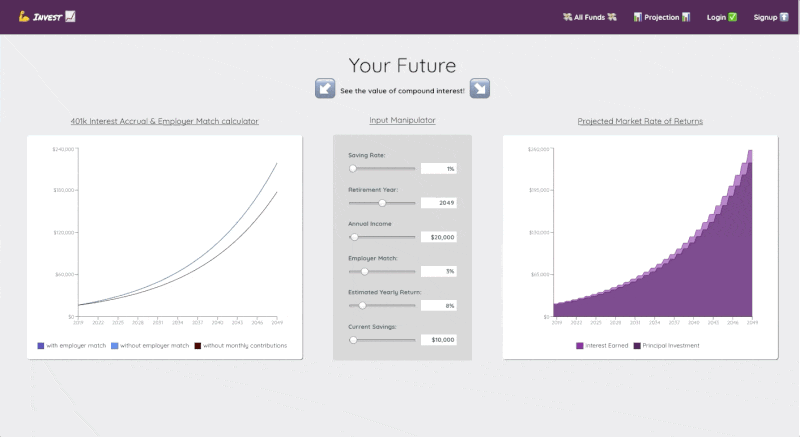 Invest
All Funds
Projection
Login
Signup
Your Future
See the value of compound interest!
401k Interest Accrual & Employer Match calculator
$240,000
$180,000
$120,000
$60,000
$0
2019 2022 2025 2028 2031 2034 2037 2040 2043 2046 2049
with employer match without employer match without monthly contributions
Input Manipulator
Saving Rate:
1%
Retirement Year:
2049
Annual Income
$20,000
Employer Match:
5%
Estimated Yearly Return:
8%
Current Savings:
$10,000
Projected Market Rate of Returns
$260,000
$195,000
$130,000
$65,000
$0
2019 2022 2025 2028 2031 2034 2037 2040 2043 2046 2049
Interest Earned Principal Investment